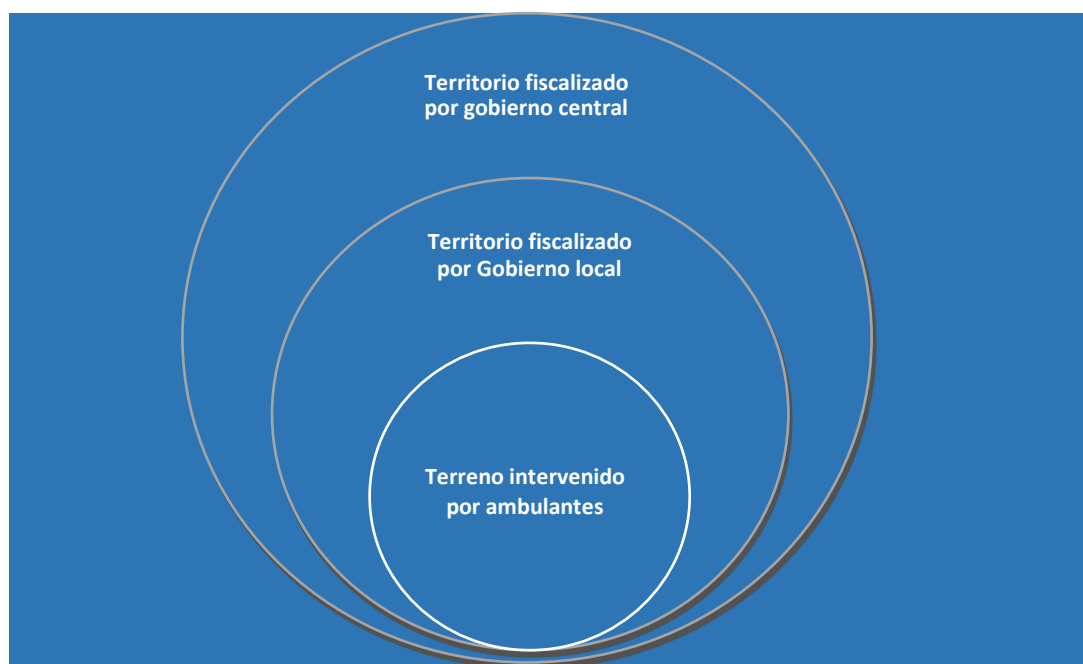 Territorio fiscalizado
por gobierno central
Territorio fiscalizado
por Gobierno local
Terreno intervenido
por ambulantes